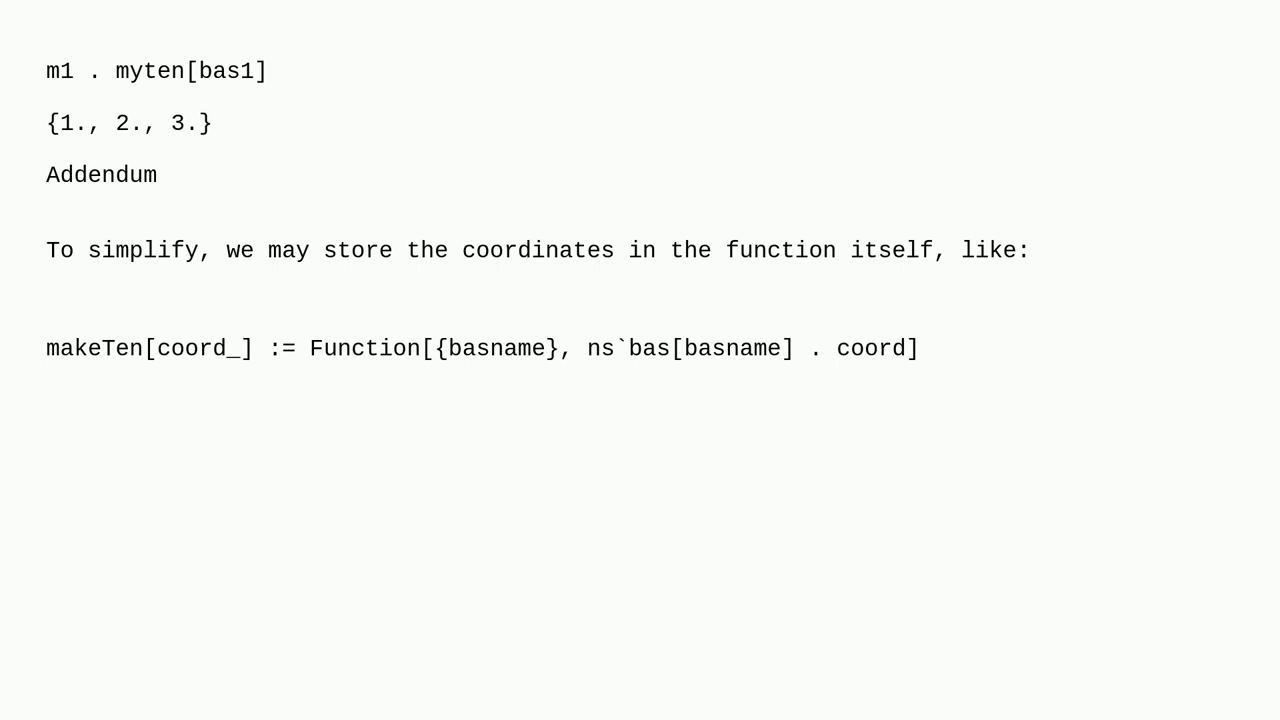 m1 . myten[bas1]
{1., 2., 3.}
Addendum
To simplify, we may store the coordinates in the function itself, like:
makeTen[coord_] := Function[{basname}, ns`bas[basname] . coord]